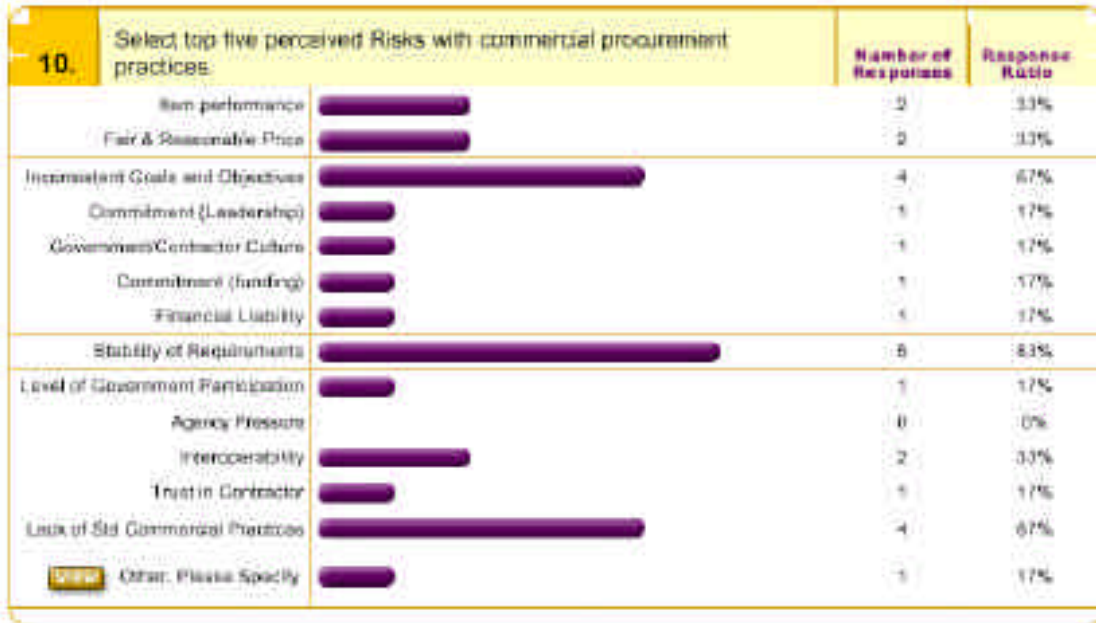 10.
Select top five perceived Risks with commercial procurement
practices.
Number of Responses
Response Ratio
Item performance 2 33%
Fair & Reasonable Price 2 33%
Inconsistent Goals and Objectives 4 67%
Commitment (Leadership) 1 17%
Government/Contractor Culture 1 17%
Commitment (funding) 1 17%
Financial Liability 1 17%
Stability of Requirements 5 83%
Level of Government Participation 1 17%
Agency Pressure 0 0%
Interoperability 2 33%
Trust in Contractor 1 17%
Lack of Std Commercial Practices 4 67%
Other, Please Specify 1 17%